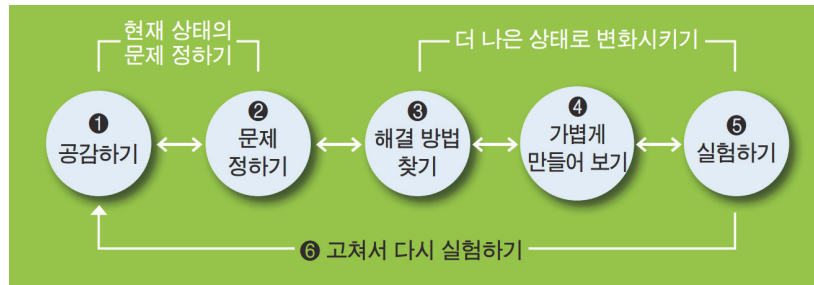 현재 상태의
문제 정하기
더 나은 상태로 변화시키기
❶
공감하기
❷
문제
정하기
❸
해결 방법
찾기
❹
가볍게
만들어 보기
❺
실험하기
❻ 고쳐서 다시 실험하기